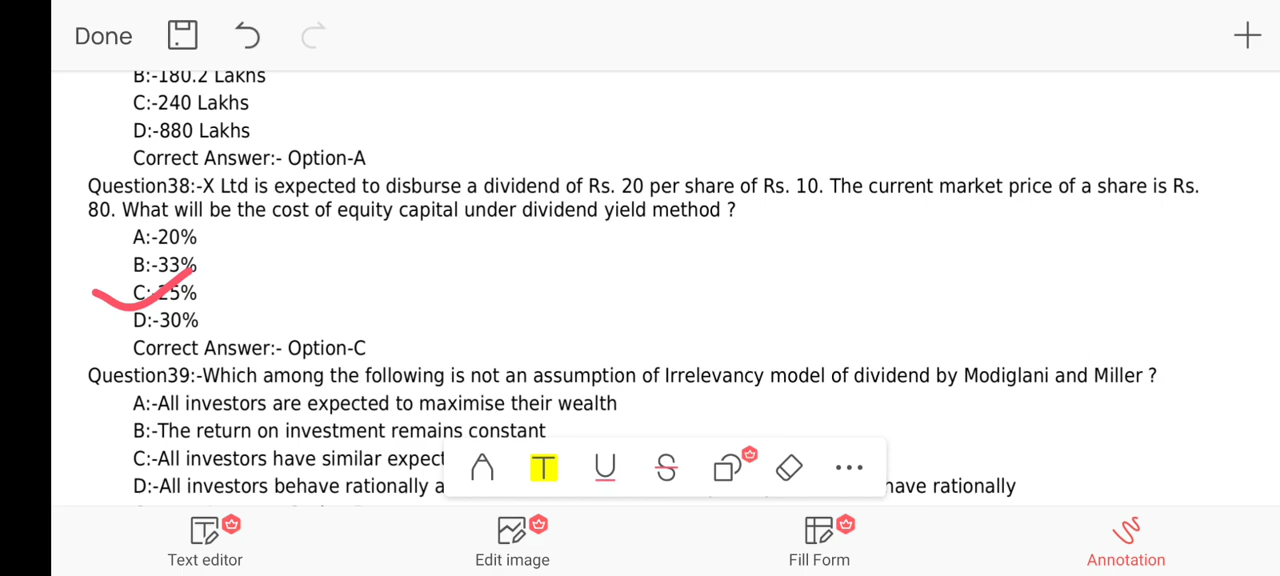 Done
B:-180.2 Lakhs
C:-240 Lakhs
D:-880 Lakhs
Correct Answer:- Option-A
Question38:-X Ltd is expected to disburse a dividend of Rs. 20 per share of Rs. 10. The current market price of a share is Rs.
80. What will be the cost of equity capital under dividend yield method ?
A:-20%
B:-33%
C:-25%
D:-30%
Correct Answer:- Option-C
Question39:-Which among the following is not an assumption of Irrelevancy model of dividend by Modiglani and Miller ?
A:-All investors are expected to maximise their wealth
B:-The return on investment remains constant
C:-All investors have similar
D:-All investors behave rationally have rationally
Text editor
Edit image
Fill Form
Annotation